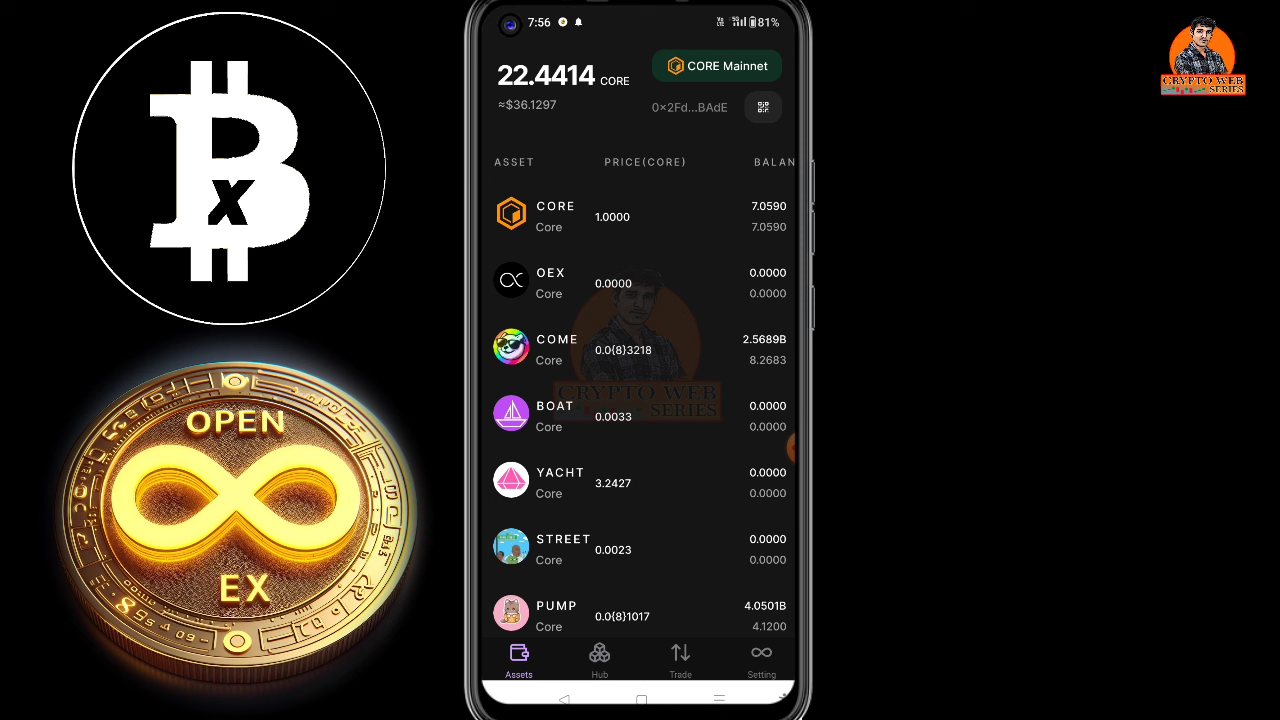 7:56
81%
22.4414 CORE
CORE Mainnet
≈$36.1297
0×2Fd...BAdE
ASSET PRICE(CORE) BALAN
CORE
Core
1.0000
7.0590
7.0590
OEX
Core
0.0000
0.0000
0.0000
COME
Core
0.0{8}3218
2.5689B
8.2683
BOAT
Core
0.0033
0.0000
0.0000
YACHT
Core
3.2427
0.0000
0.0000
STREET
Core
0.0023
0.0000
0.0000
PUMP
Core
0.0{8}1017
4.0501B
4.1200
Assets Hub Trade Setting
CRYPTO WEB
SERIES
CRYPTO WEB
SERIES
B
x
OPEN
EX